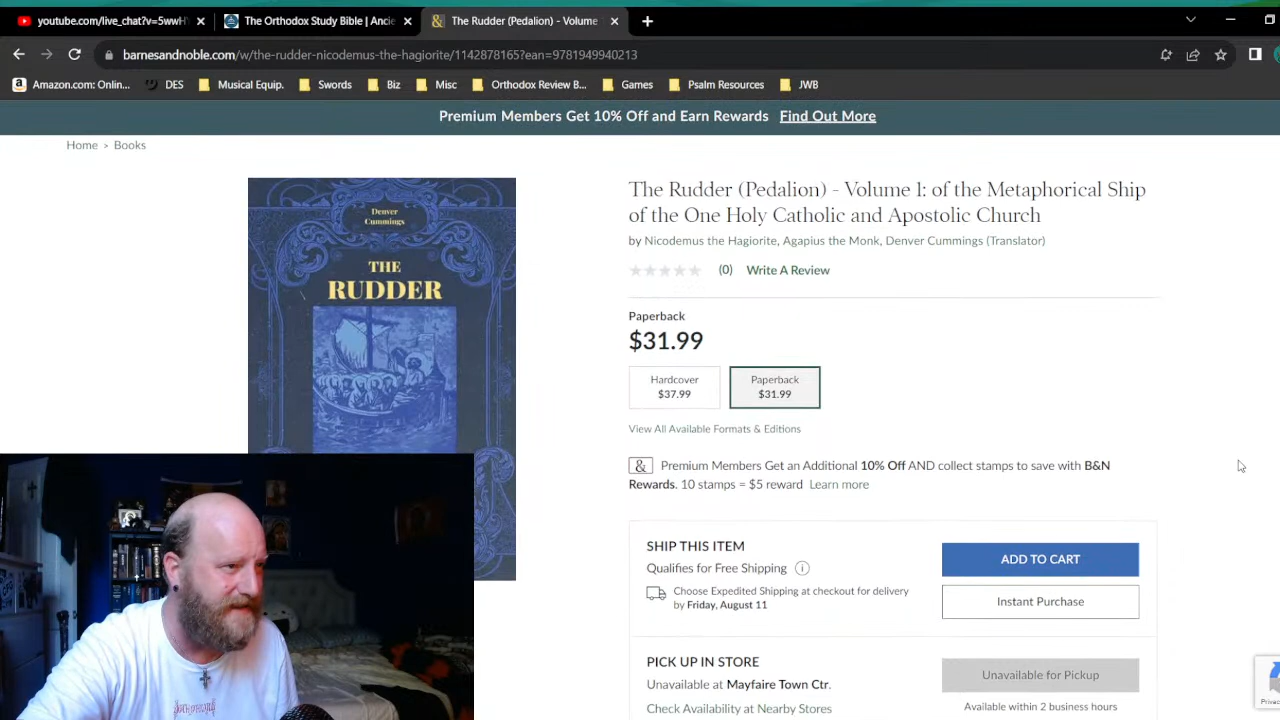 youtube.com/live_chat?v=5wwH
The Orthodox Study Bible | Ancie
The Rudder (Pedalion) - Volume
barnesandnoble.com/w/the-rudder-nicodemus-the-hagiorite/1142878165?ean=9781949940213
Amazon.com: Onlin...
DES
Musical Equip.
Swords
Biz
Misc
Orthodox Review B...
Games
Psalm Resources
JWB
Premium Members Get 10% Off and Earn Rewards Find Out More
Home > Books
Denver
Cummings
THE
RUDDER
The Rudder (Pedalion) - Volume 1: of the Metaphorical Ship
of the One Holy Catholic and Apostolic Church
by Nicodemus the Hagiorite, Agapius the Monk, Denver Cummings (Translator)
(0) Write A Review
Paperback
$31.99
Hardcover
$37.99
Paperback
$31.99
View All Available Formats & Editions
& Premium Members Get an Additional 10% Off AND collect stamps to save with B&N
Rewards. 10 stamps = $5 reward Learn more
SHIP THIS ITEM
Qualifies for Free Shipping
Choose Expedited Shipping at checkout for delivery
by Friday, August 11
ADD TO CART
Instant Purchase
PICK UP IN STORE
Unavailable at Mayfaire Town Ctr.
Check Availability at Nearby Stores
Unavailable for Pickup
Available within 2 business hours